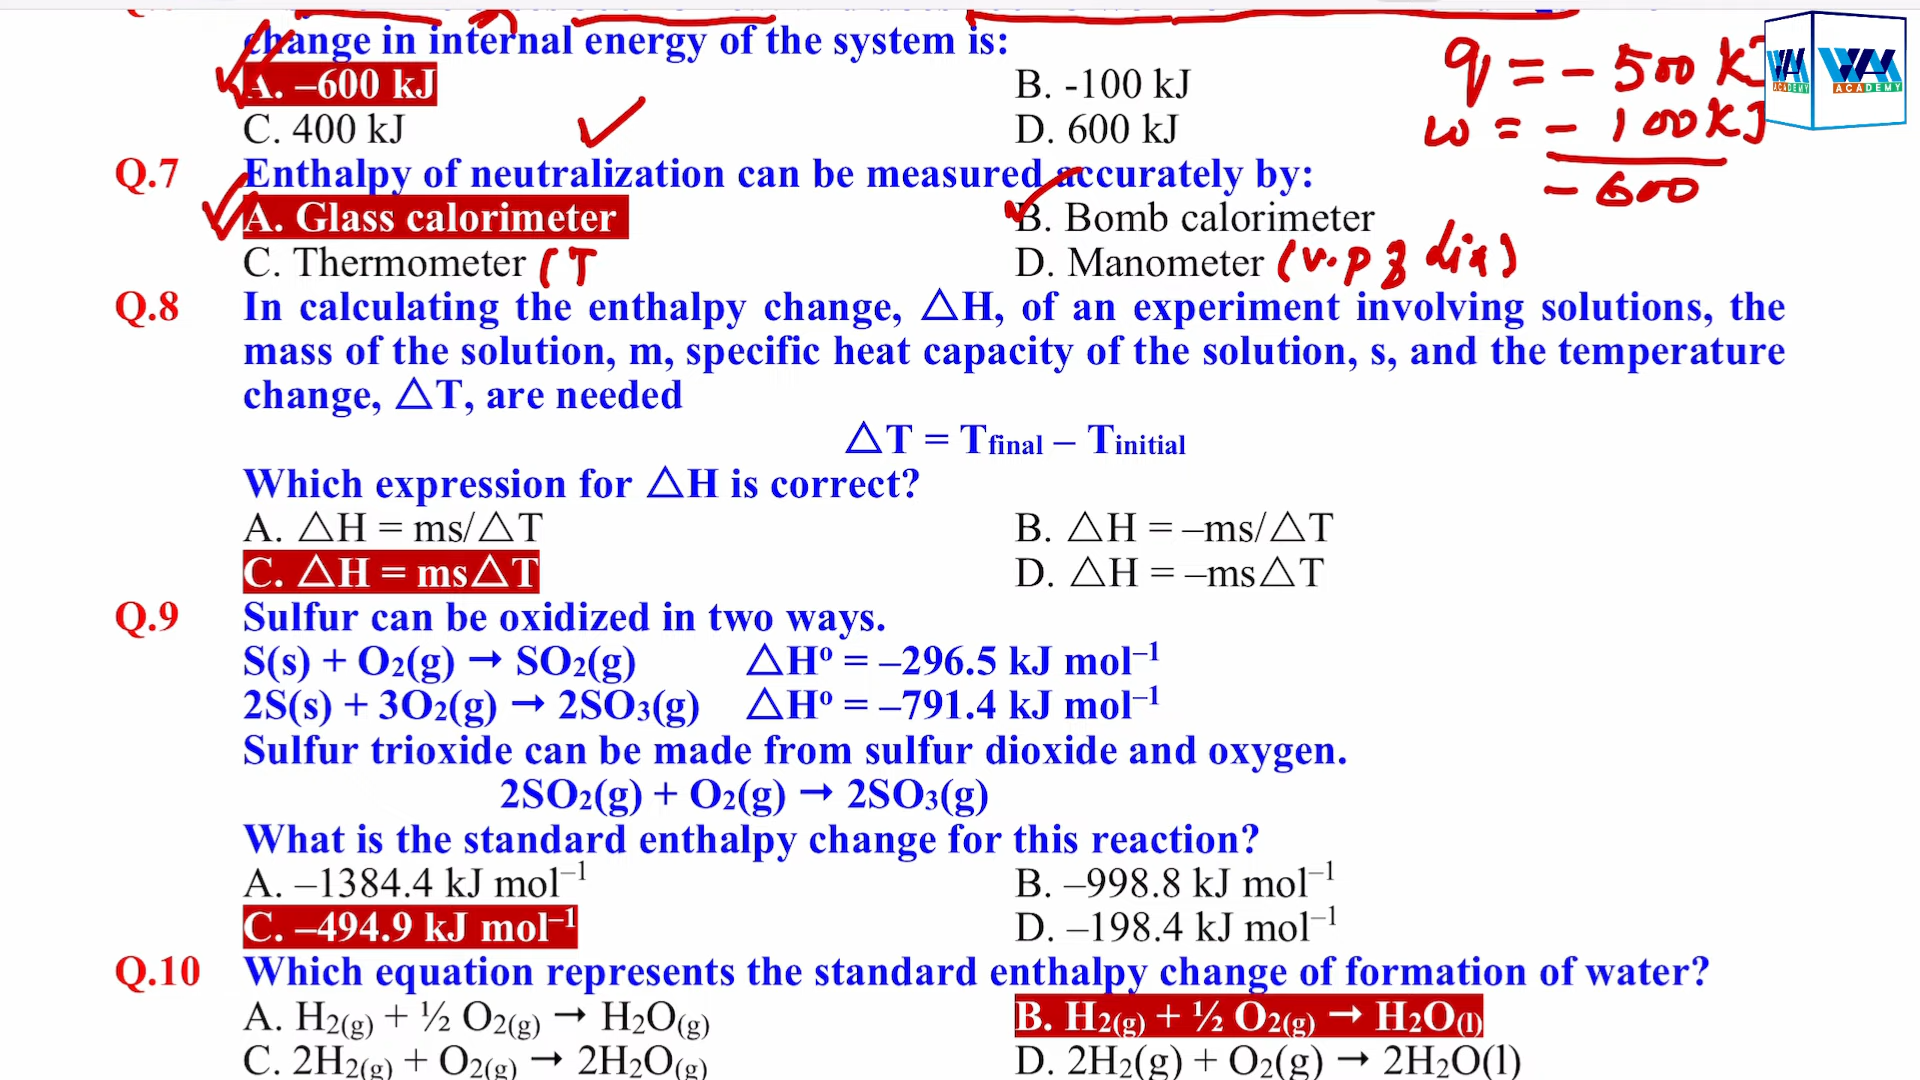 change in internal energy of the system is:
A. –600 kJ
B. -100 kJ
C. 400 kJ
D. 600 kJ
q = – 500 KJ
w = – 100KJ
– 600
WM ACADEMY
WM ACADEMY
Q.7 Enthalpy of neutralization can be measured accurately by:
A. Glass calorimeter
B. Bomb calorimeter
C. Thermometer (T
D. Manometer (v.p
Q.8 In calculating the enthalpy change, △H, of an experiment involving solutions, the
mass of the solution, m, specific heat capacity of the solution, s, and the temperature
change, △T, are needed
△T = Tfinal – Tinitial
Which expression for △H is correct?
A. △H = ms/△T
B. △H = –ms/△T
C. △H = ms△T
D. △H = –ms△T
Q.9 Sulfur can be oxidized in two ways.
S(s) + O₂(g) → SO₂(g) △Hº = –296.5 kJ mol⁻¹
2S(s) + 3O₂(g) → 2SO₃(g) △Hº = –791.4 kJ mol⁻¹
Sulfur trioxide can be made from sulfur dioxide and oxygen.
2SO₂(g) + O₂(g) → 2SO₃(g)
What is the standard enthalpy change for this reaction?
A. –1384.4 kJ mol⁻¹
B. –998.8 kJ mol⁻¹
C. –494.9 kJ mol⁻¹
D. –198.4 kJ mol⁻¹
Q.10 Which equation represents the standard enthalpy change of formation of water?
A. H₂(g) + ½ O₂(g) → H₂O(g)
B. H₂(g) + ½ O₂(g) → H₂O(l)
C. 2H₂(g) + O₂(g) → 2H₂O(g)
D. 2H₂(g) + O₂(g) → 2H₂O(l)